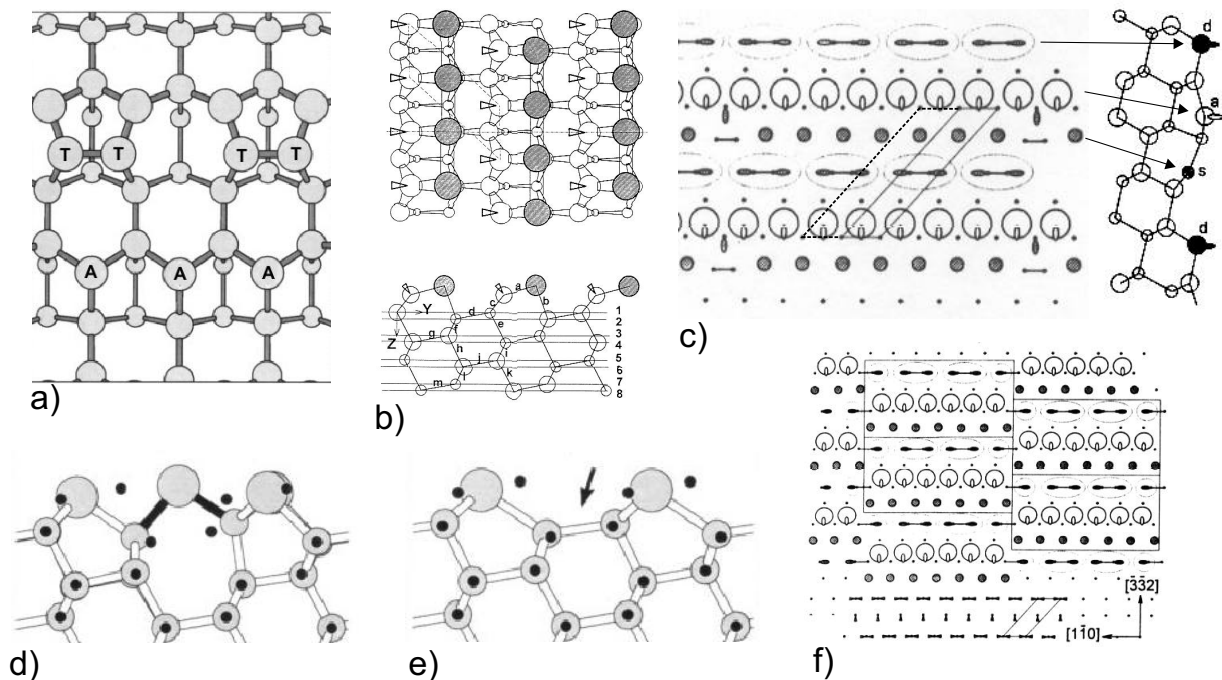 T T T T
A A A
a)
a b
Y d c 1
2
Z f e 3
g 4
h i 5
j 6
l k 7
m 8
b)
d
a
s
d
c)
d)
e)
[3̄3̄2]
[11̄0]
f)